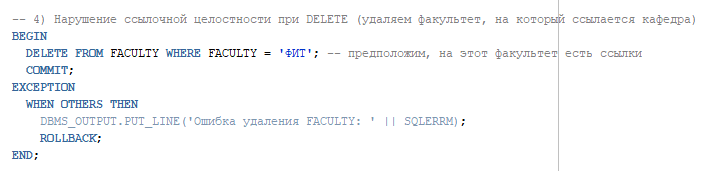 -- 4) Нарушение ссылочной целостности при DELETE (удаляем факультет, на который ссылается кафедра)
BEGIN
  DELETE FROM FACULTY WHERE FACULTY = 'ФИТ'; -- предположим, на этот факультет есть ссылки
  COMMIT;
EXCEPTION
  WHEN OTHERS THEN
    DBMS_OUTPUT.PUT_LINE('Ошибка удаления FACULTY: ' || SQLERRM);
    ROLLBACK;
END;